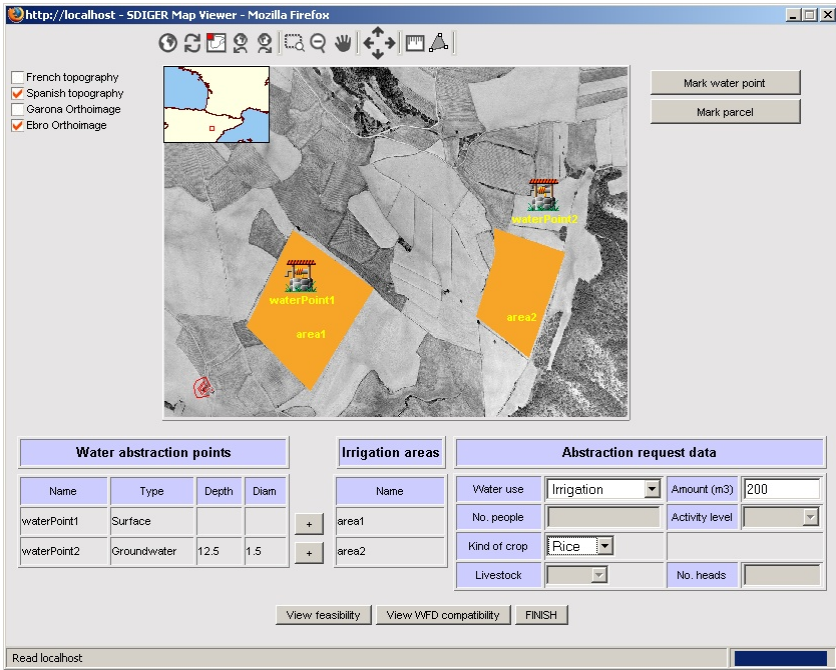 http://localhost - SDIGER Map Viewer - Mozilla Firefox
French topography
Spanish topography
Garona Orthoimage
Ebro Orthoimage
Mark water point
Mark parcel
waterPoint2
waterPoint1
area2
area1
Water abstraction points
Name Type Depth Diam
waterPoint1 Surface +
waterPoint2 Groundwater 12.5 1.5 +
Irrigation areas
Name
area1
area2
Abstraction request data
Water use Irrigation Amount (m3) 200
No. people Activity level
Kind of crop Rice
Livestock No. heads
View feasibility View WFD compatibility FINISH
Read localhost